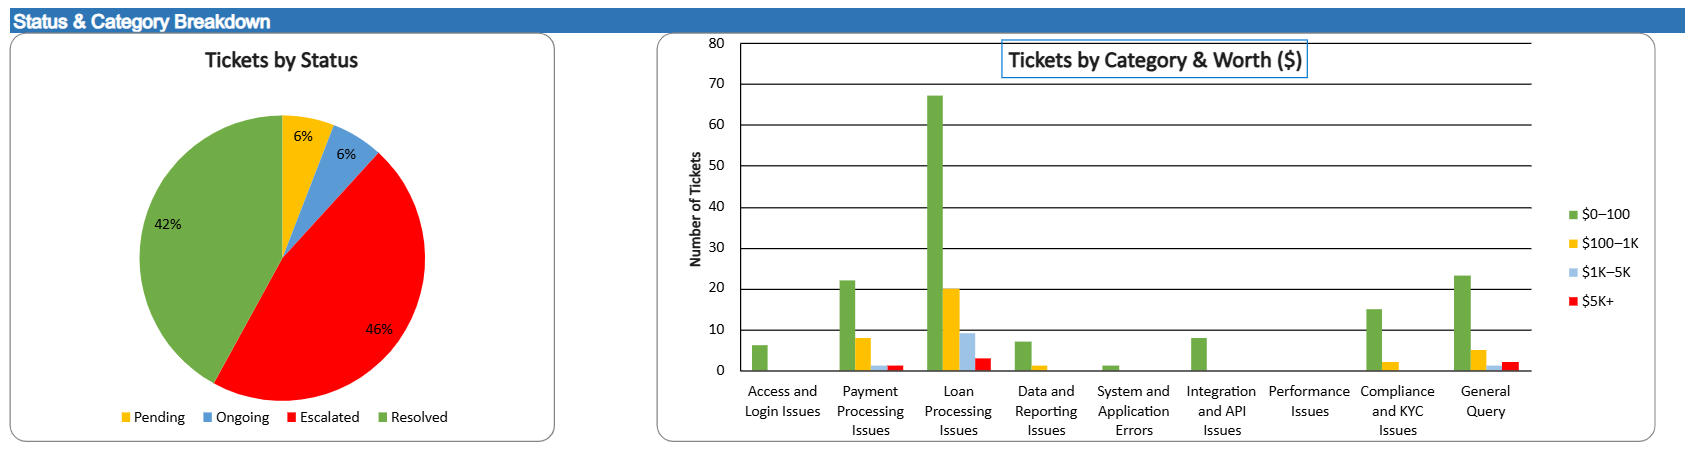 Status & Category Breakdown
Tickets by Status
6%
6%
42%
46%
Pending
Ongoing
Escalated
Resolved
Tickets by Category & Worth ($)
Number of Tickets
80
70
60
50
40
30
20
10
0
Access and
Login Issues
Payment
Processing
Issues
Loan
Processing
Issues
Data and
Reporting
Issues
System and
Application
Errors
Integration
and API
Issues
Performance
Issues
Compliance
and KYC
Issues
General
Query
$0–100
$100–1K
$1K–5K
$5K+